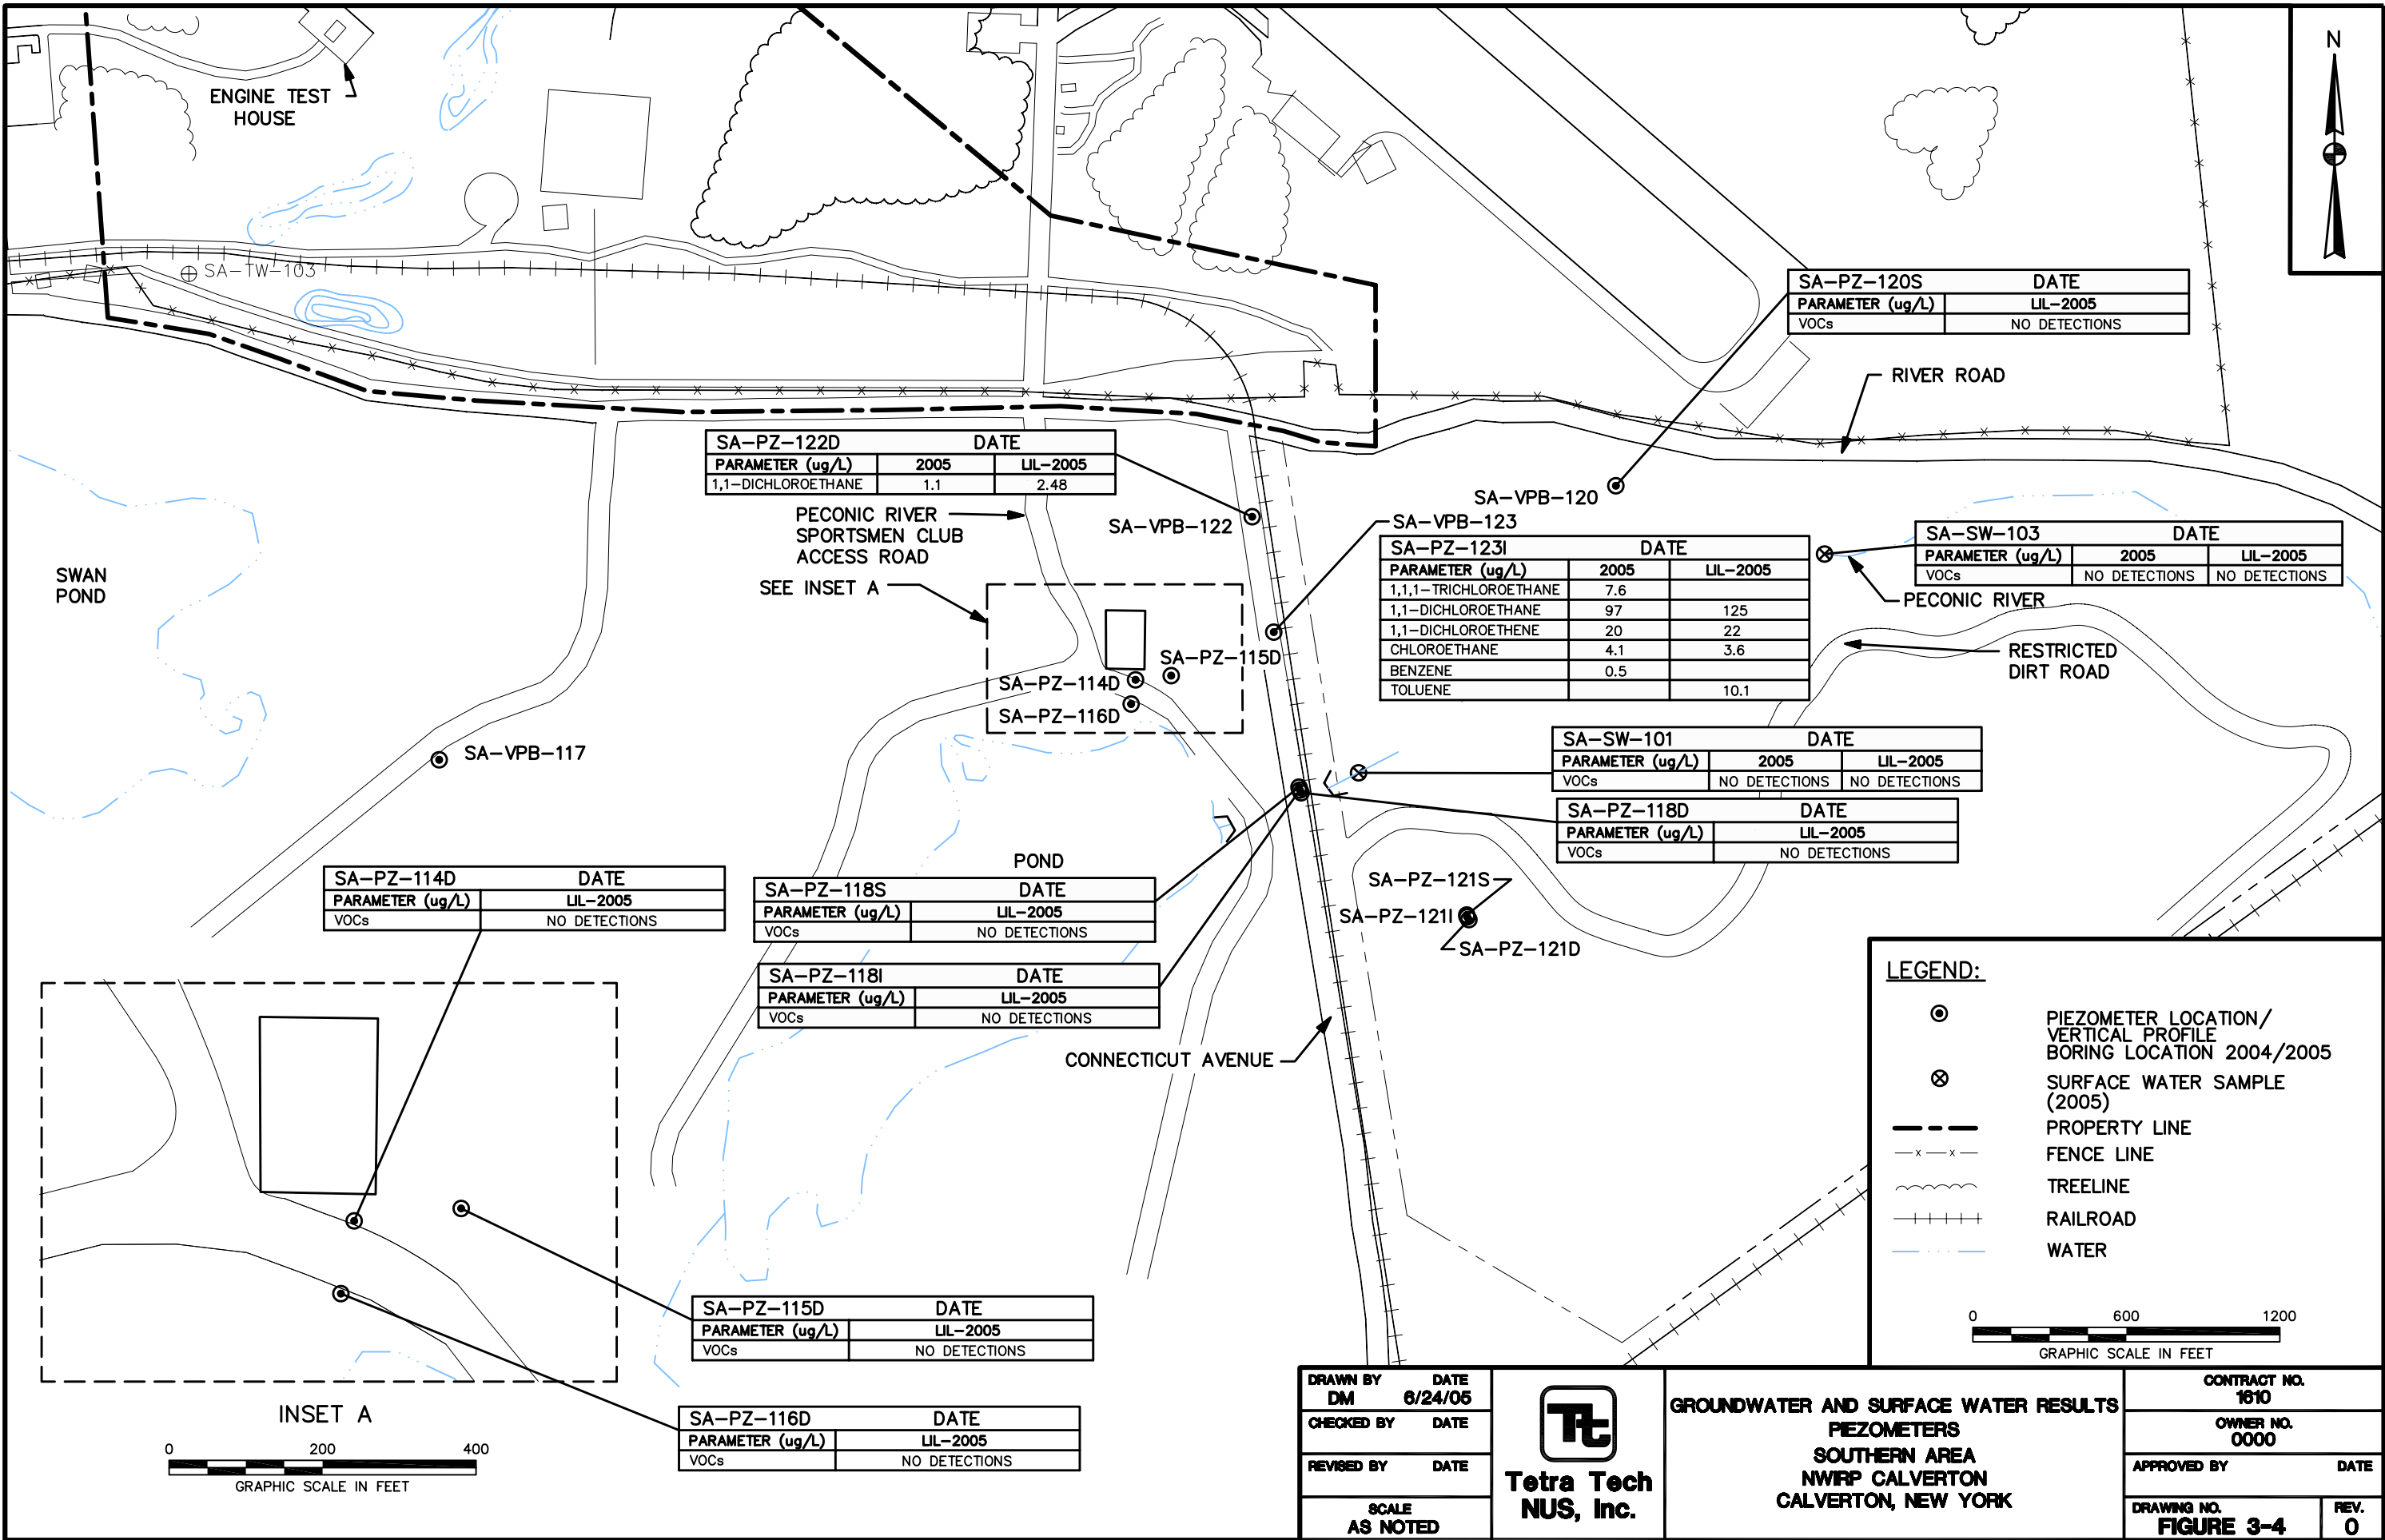 N
ENGINE TEST
HOUSE
SA-TW-103
SA-PZ-120S DATE
PARAMETER (ug/L) LIL-2005
VOCs NO DETECTIONS
RIVER ROAD
SA-PZ-122D DATE
PARAMETER (ug/L) 2005 LIL-2005
1,1-DICHLOROETHANE 1.1 2.48
PECONIC RIVER
SPORTSMEN CLUB
ACCESS ROAD
SA-VPB-122
SA-VPB-120
SA-VPB-123
SA-PZ-123I DATE
PARAMETER (ug/L) 2005 LIL-2005
1,1,1-TRICHLOROETHANE 7.6
1,1-DICHLOROETHANE 97 125
1,1-DICHLOROETHENE 20 22
CHLOROETHANE 4.1 3.6
BENZENE 0.5
TOLUENE 10.1
SA-SW-103 DATE
PARAMETER (ug/L) 2005 LIL-2005
VOCs NO DETECTIONS NO DETECTIONS
PECONIC RIVER
RESTRICTED
DIRT ROAD
SWAN
POND
SEE INSET A
SA-PZ-115D
SA-PZ-114D
SA-PZ-116D
SA-VPB-117
SA-SW-101 DATE
PARAMETER (ug/L) 2005 LIL-2005
VOCs NO DETECTIONS NO DETECTIONS
SA-PZ-118D DATE
PARAMETER (ug/L) LIL-2005
VOCs NO DETECTIONS
POND
SA-PZ-114D DATE
PARAMETER (ug/L) LIL-2005
VOCs NO DETECTIONS
SA-PZ-118S DATE
PARAMETER (ug/L) LIL-2005
VOCs NO DETECTIONS
SA-PZ-121S
SA-PZ-121I
SA-PZ-121D
SA-PZ-118I DATE
PARAMETER (ug/L) LIL-2005
VOCs NO DETECTIONS
CONNECTICUT AVENUE
LEGEND:
PIEZOMETER LOCATION/
VERTICAL PROFILE
BORING LOCATION 2004/2005
SURFACE WATER SAMPLE
(2005)
PROPERTY LINE
FENCE LINE
TREELINE
RAILROAD
WATER
0 600 1200
GRAPHIC SCALE IN FEET
SA-PZ-115D DATE
PARAMETER (ug/L) LIL-2005
VOCs NO DETECTIONS
SA-PZ-116D DATE
PARAMETER (ug/L) LIL-2005
VOCs NO DETECTIONS
INSET A
0 200 400
GRAPHIC SCALE IN FEET
DRAWN BY DATE
DM 6/24/05
CHECKED BY DATE
REVISED BY DATE
SCALE
AS NOTED
Tt
Tetra Tech
NUS, Inc.
GROUNDWATER AND SURFACE WATER RESULTS
PIEZOMETERS
SOUTHERN AREA
NWIRP CALVERTON
CALVERTON, NEW YORK
CONTRACT NO.
1610
OWNER NO.
0000
APPROVED BY DATE
DRAWING NO.
FIGURE 3-4
REV.
0